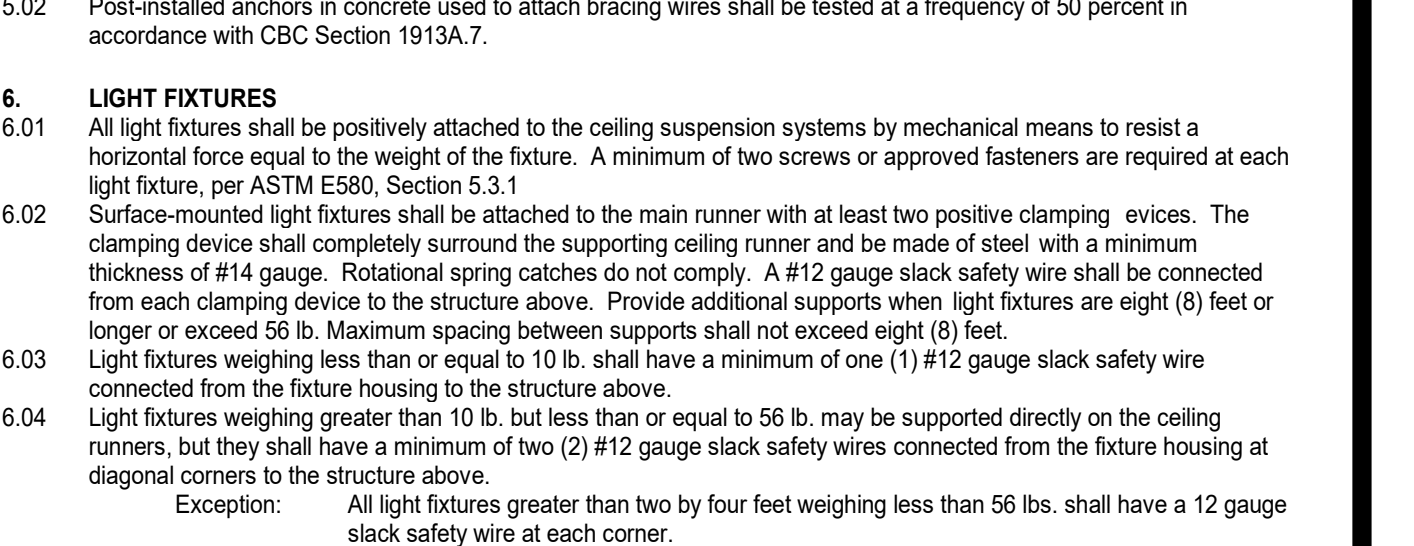 5.02 Post-installed anchors in concrete used to attach bracing wires shall be tested at a frequency of 50 percent in
accordance with CBC Section 1913A.7.
6. LIGHT FIXTURES
6.01 All light fixtures shall be positively attached to the ceiling suspension systems by mechanical means to resist a
horizontal force equal to the weight of the fixture. A minimum of two screws or approved fasteners are required at each
light fixture, per ASTM E580, Section 5.3.1
6.02 Surface-mounted light fixtures shall be attached to the main runner with at least two positive clamping evices. The
clamping device shall completely surround the supporting ceiling runner and be made of steel with a minimum
thickness of #14 gauge. Rotational spring catches do not comply. A #12 gauge slack safety wire shall be connected
from each clamping device to the structure above. Provide additional supports when light fixtures are eight (8) feet or
longer or exceed 56 lb. Maximum spacing between supports shall not exceed eight (8) feet.
6.03 Light fixtures weighing less than or equal to 10 lb. shall have a minimum of one (1) #12 gauge slack safety wire
connected from the fixture housing to the structure above.
6.04 Light fixtures weighing greater than 10 lb. but less than or equal to 56 lb. may be supported directly on the ceiling
runners, but they shall have a minimum of two (2) #12 gauge slack safety wires connected from the fixture housing at
diagonal corners to the structure above.
Exception: All light fixtures greater than two by four feet weighing less than 56 lbs. shall have a 12 gauge
slack safety wire at each corner.